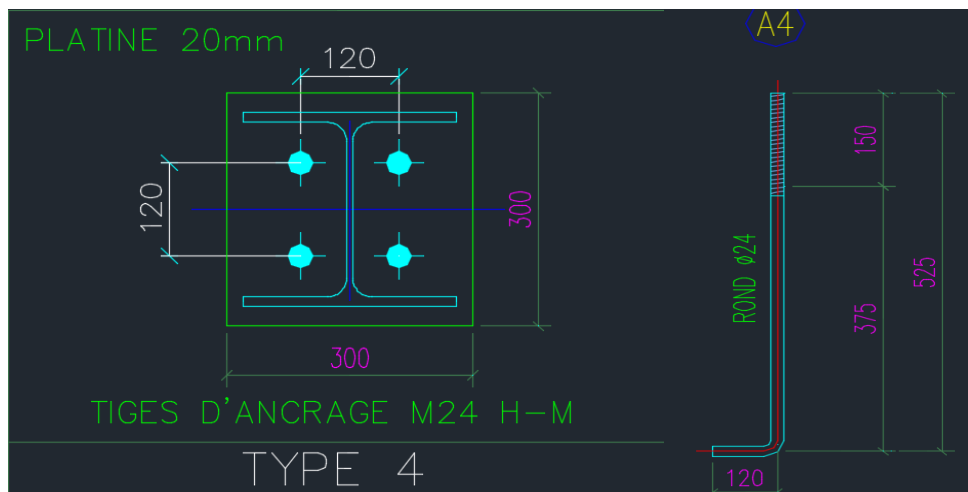 PLATINE 20mm
120
120
300
300
TIGES D'ANCRAGE M24 H-M
TYPE 4
A4
150
ROND ø24
375
525
120